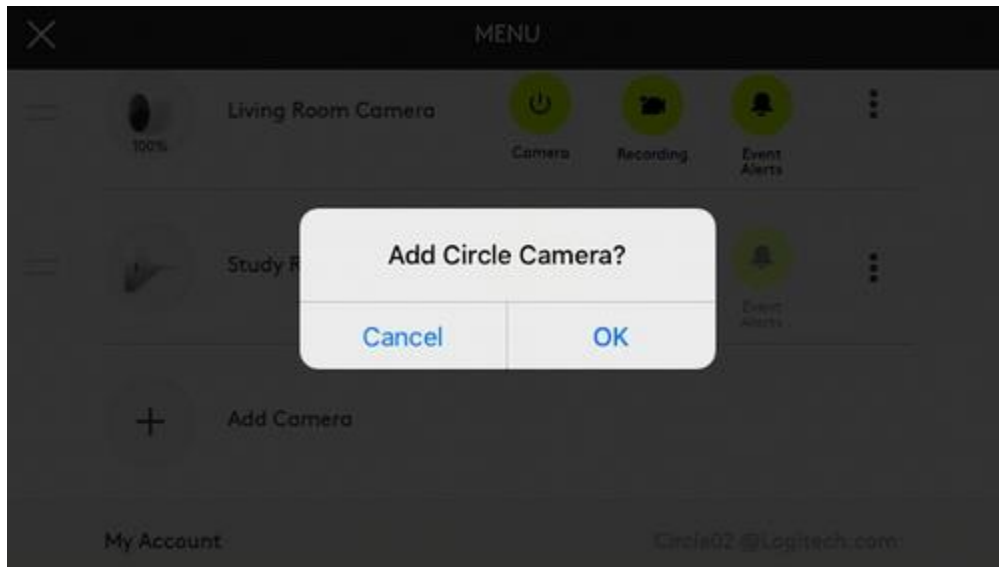 MENU
100%
Living Room Camera
Camera
Recording
Event
Alerts
Study
Add Circle Camera?
Cancel
OK
Event
Alerts
Add Camera
My Account
Circle02@Logitech.com